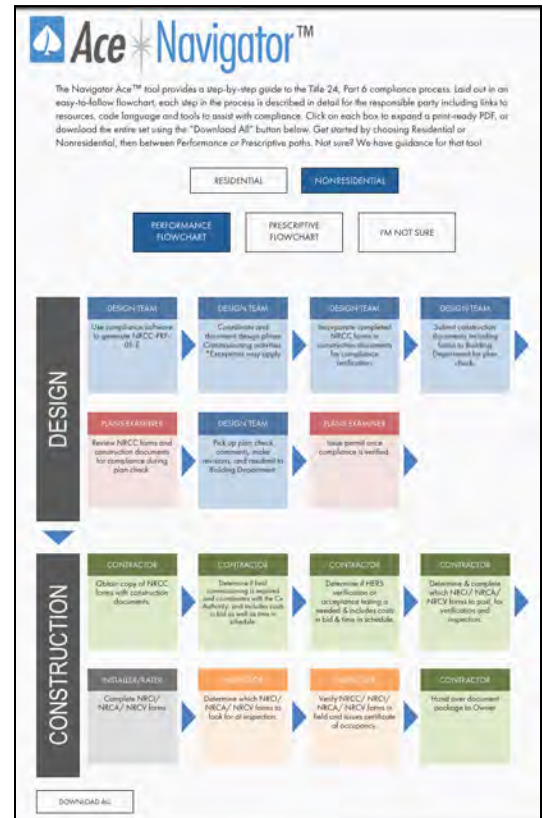 Ace Navigator™
The Navigator Ace™ tool provides a step-by-step guide to the Title 24, Part 6 compliance process. Laid out in an
easy-to-follow flowchart, each step in the process is described in detail for the responsible party including links to
resources, code language and tools to assist with compliance. Click on each box to expand a print-ready PDF, or
download the entire set using the "Download All" button below. Get started by choosing Residential or
Nonresidential, then between Performance or Prescriptive paths. Not sure? We have guidance for that too!
RESIDENTIAL
NONRESIDENTIAL
PERFORMANCE
FLOWCHART
PRESCRIPTIVE
FLOWCHART
I'M NOT SURE
DESIGN
DESIGN TEAM
Use compliance software
to generate NRCC-PRF-
01-E
DESIGN TEAM
Coordinate and
document design phase
Commissioning activities
*Exceptions may apply
DESIGN TEAM
Incorporate completed
NRCC forms in
construction documents
for compliance
verification
DESIGN TEAM
Submit construction
documents including
forms to Building
Department for plan
check.
PLANS EXAMINER
Review NRCC forms and
construction documents
for compliance during
plan check
DESIGN TEAM
Pick up plan check
comments, make
revisions, and resubmit to
Building Department
PLANS EXAMINER
Issue permit once
compliance is verified
CONSTRUCTION
CONTRACTOR
Obtain copy of NRCC
forms with construction
documents.
CONTRACTOR
Determine if
commissioning is required
and coordinates with the Cx
Authority, and includes costs
in bid as well as time in
schedule
CONTRACTOR
Determine if HERS
verification or
acceptance testing is
needed & includes costs
in bid & time in schedule.
CONTRACTOR
Determine & complete
which NRCI/ NRCA/
NRCV forms to post, for
verification and
inspection.
INSTALLER/RATER
Complete NRCI/
NRCA/ NRCV forms
INSPECTOR
Determine which NRCI/
NRCA/ NRCV forms to
look for at inspection.
INSPECTOR
Verify NRCC/ NRCI/
NRCA/ NRCV forms in
field and issues certificate
of occupancy.
CONTRACTOR
Hand over document
package to Owner
DOWNLOAD ALL